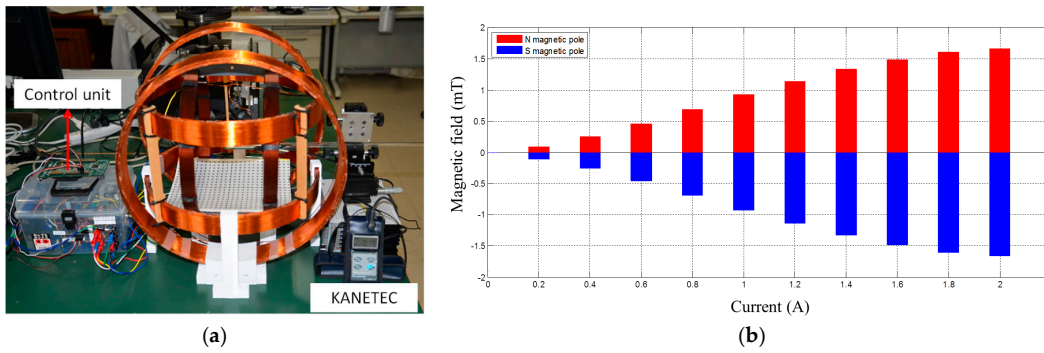 Control unit
KANETEC
(a)
N magnetic pole
S magnetic pole
Magnetic field (mT)
2
1.5
1
0.5
0
-0.5
-1
-1.5
-2
0 0.2 0.4 0.6 0.8 1 1.2 1.4 1.6 1.8 2
Current (A)
(b)